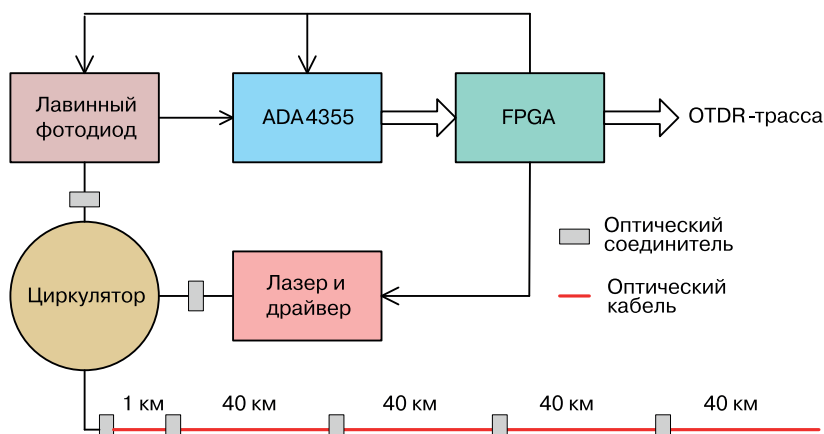 Лавинный
фотодиод
ADA4355
FPGA
OTDR-трасса
Циркулятор
Лазер и
драйвер
Оптический
соединитель
Оптический
кабель
1 км
40 км
40 км
40 км
40 км